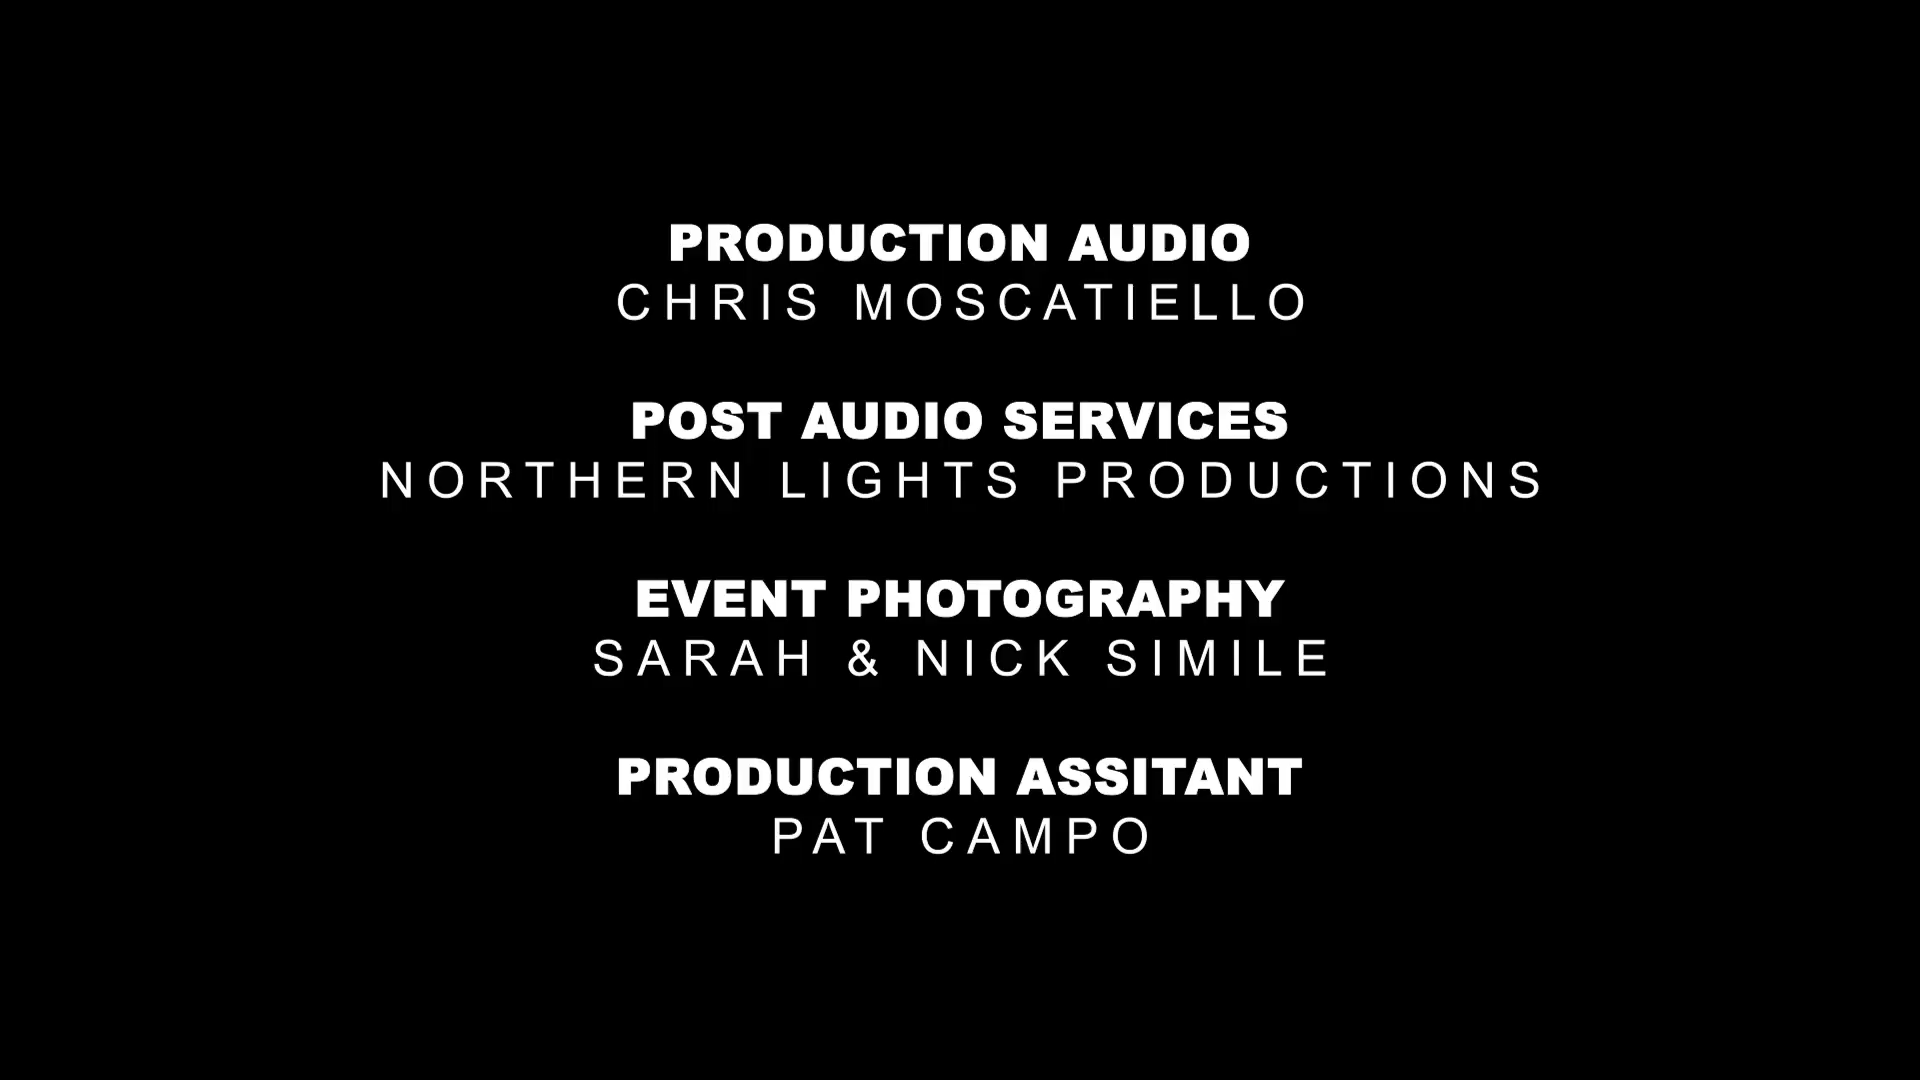 PRODUCTION AUDIO
CHRIS MOSCATIELLO
POST AUDIO SERVICES
NORTHERN LIGHTS PRODUCTIONS
EVENT PHOTOGRAPHY
SARAH & NICK SIMILE
PRODUCTION ASSITANT
PAT CAMPO